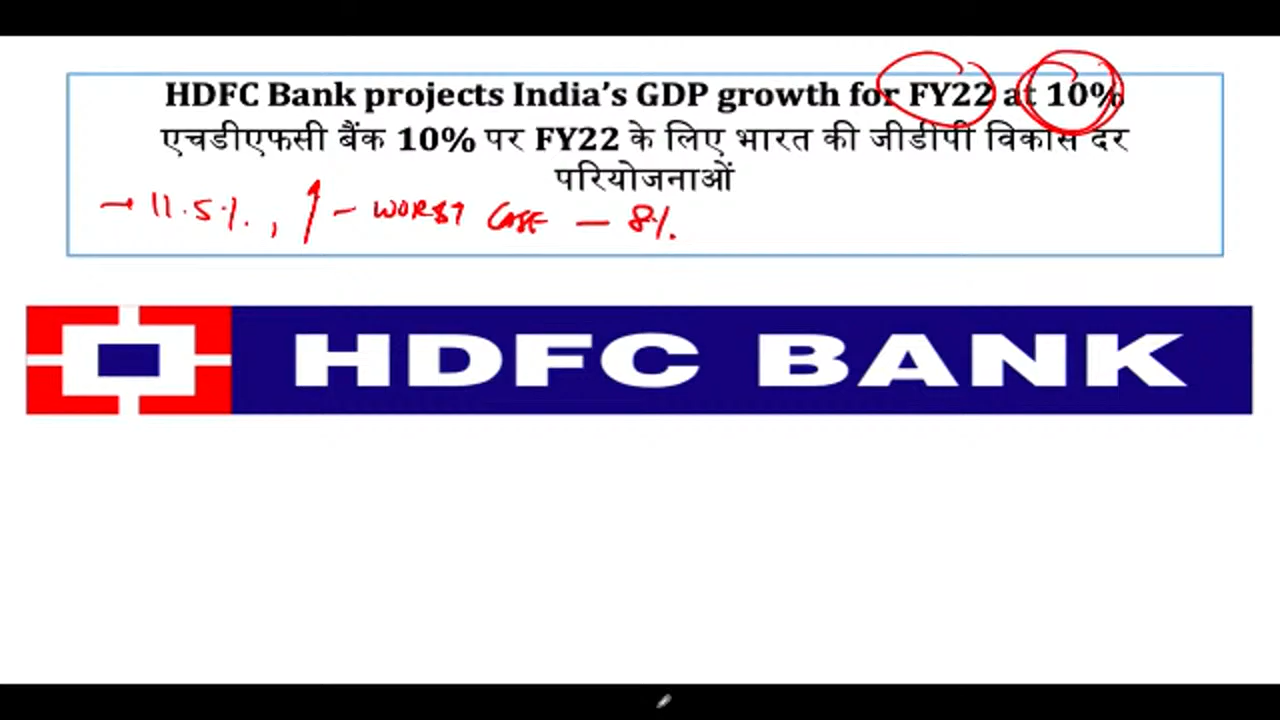 HDFC Bank projects India’s GDP growth for FY22 at 10%
एचडीएफसी बैंक 10% पर FY22 के लिए भारत की जीडीपी विकास दर
परियोजनाओं
→ 11.5%, ↑ – WORST CASE – 8%
HDFC BANK